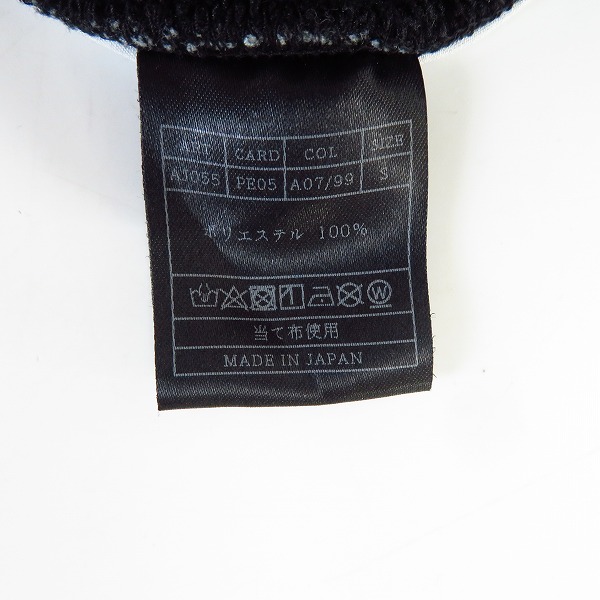 ART CARD COL SIZE
AJ055 PE05 A07/99 S
ポリエステル 100%
W
当て布使用
MADE IN JAPAN